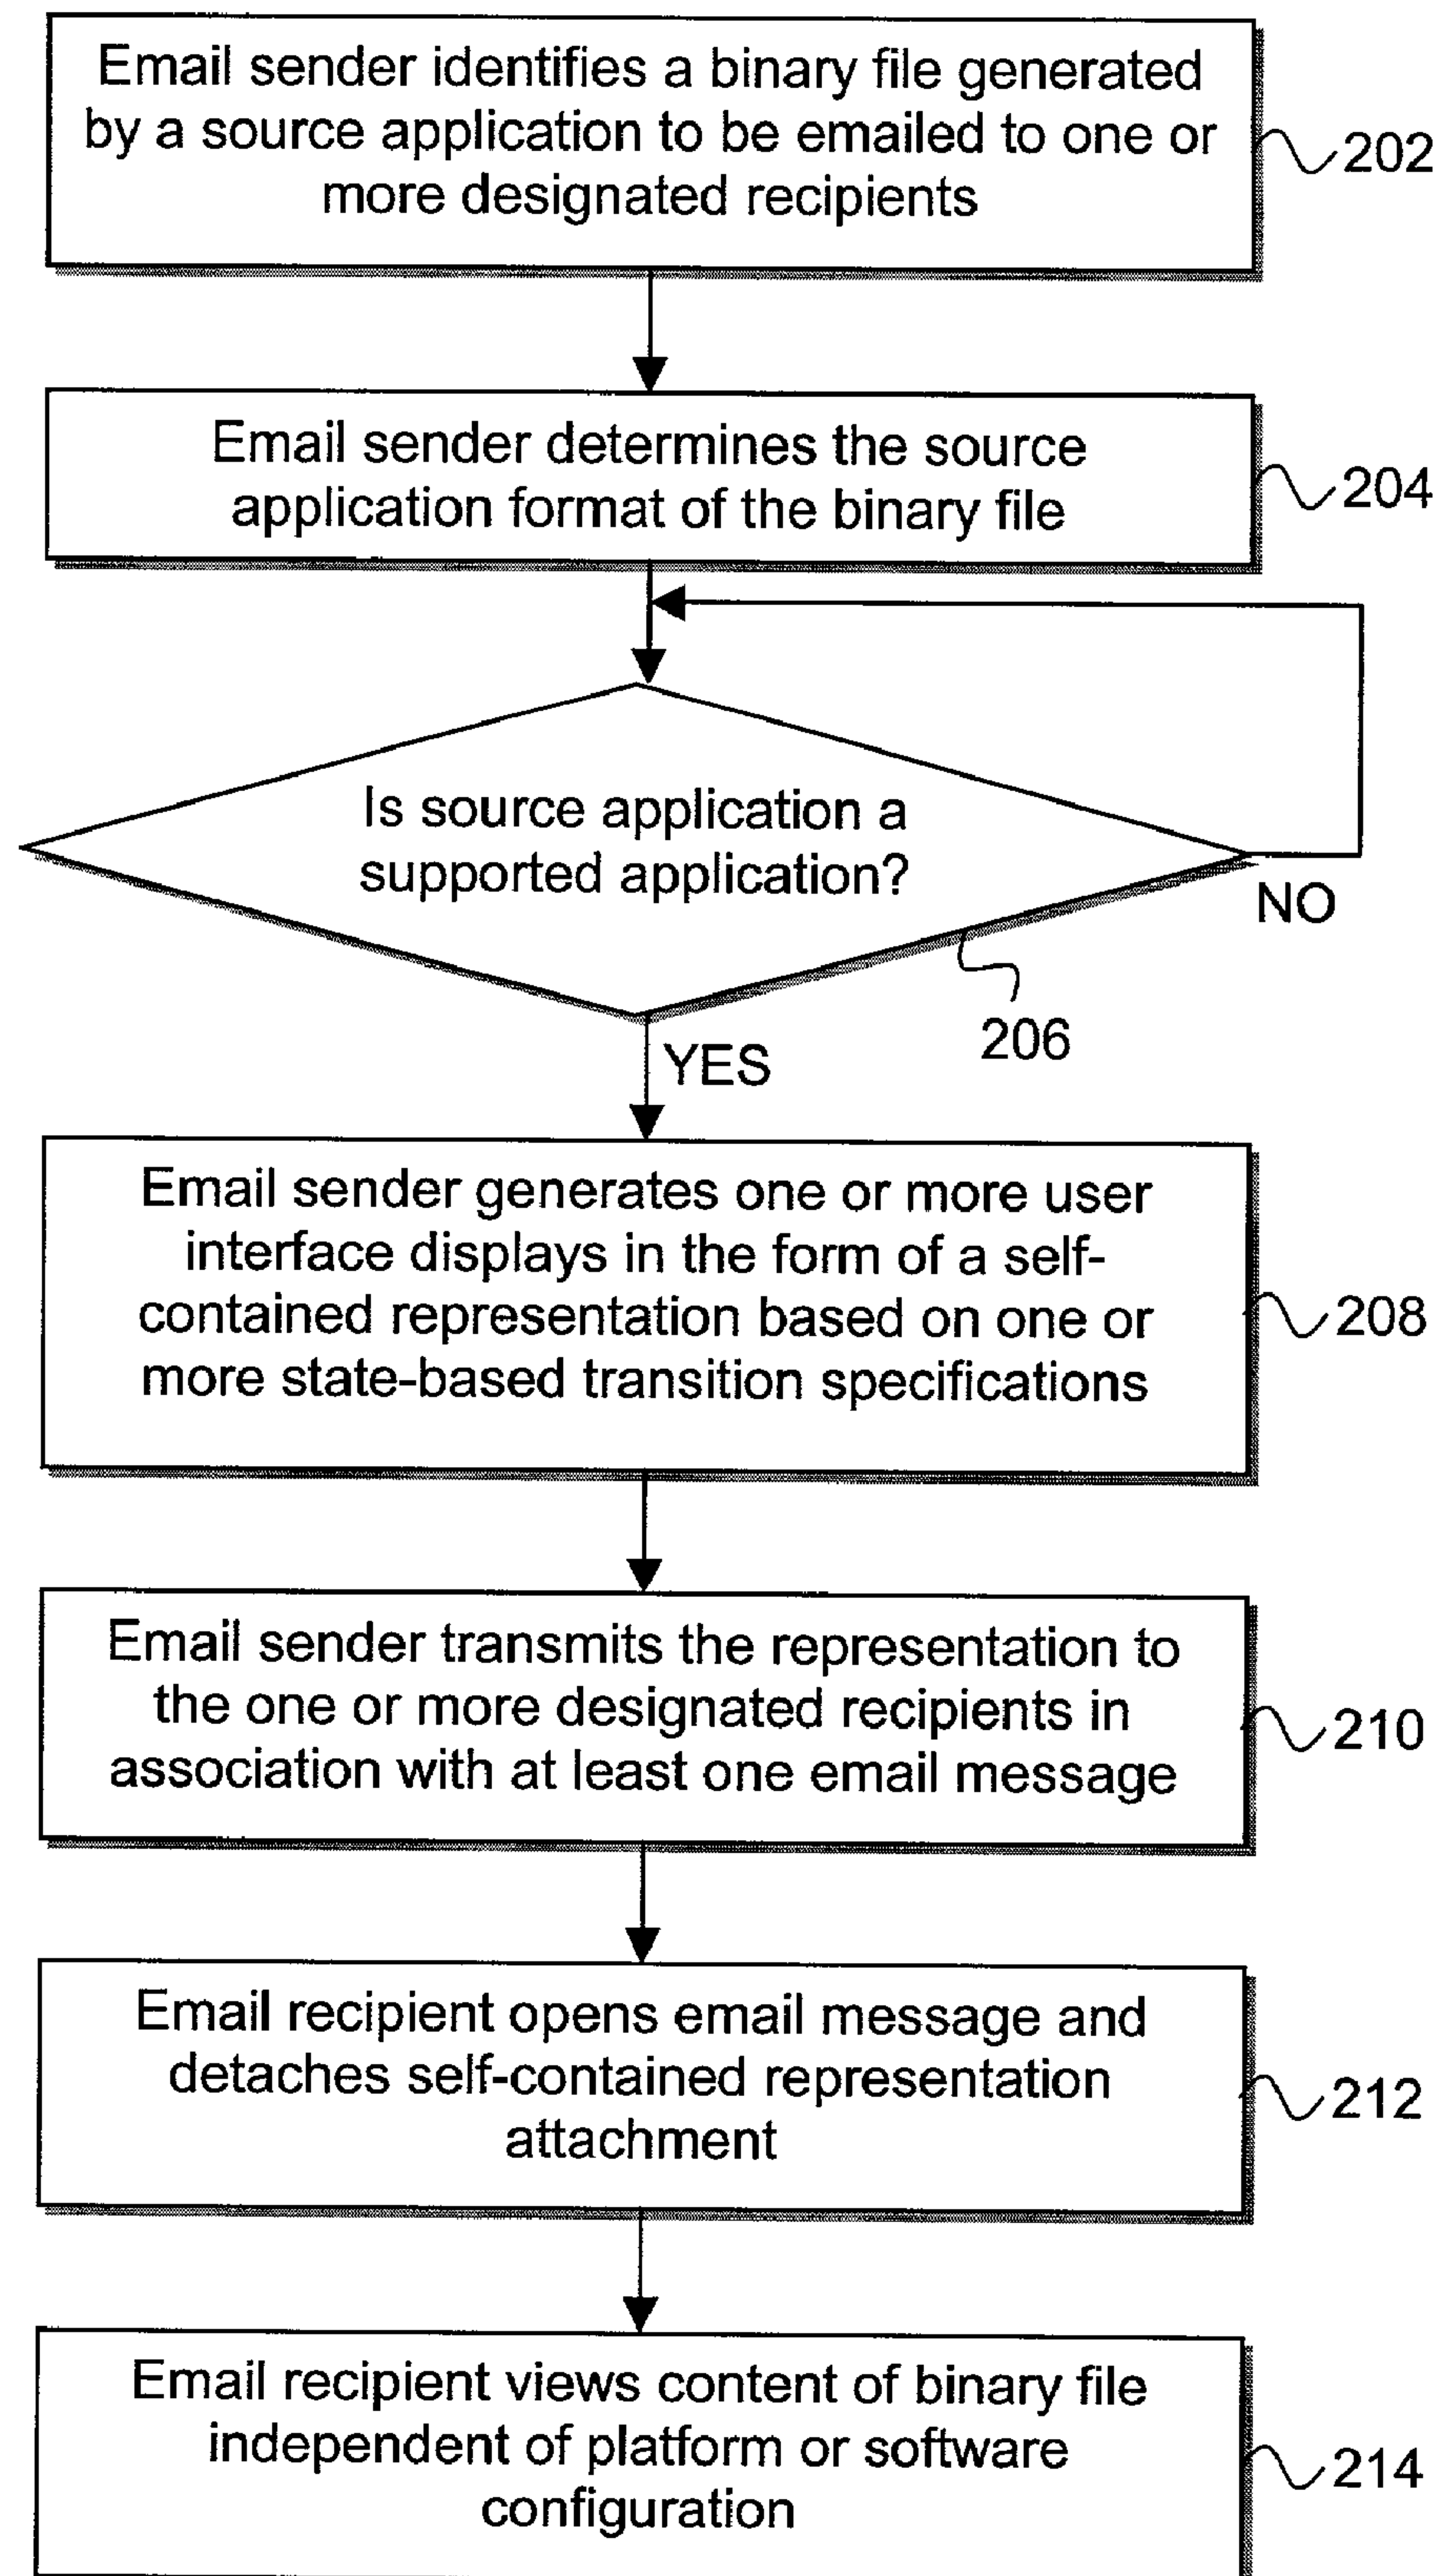 Email sender identifies a binary file generated
by a source application to be emailed to one or
more designated recipients
202
Email sender determines the source
application format of the binary file
204
Is source application a
supported application?
NO
206
YES
Email sender generates one or more user
interface displays in the form of a self-
contained representation based on one or
more state-based transition specifications
208
Email sender transmits the representation to
the one or more designated recipients in
association with at least one email message
210
Email recipient opens email message and
detaches self-contained representation
attachment
212
Email recipient views content of binary file
independent of platform or software
configuration
214